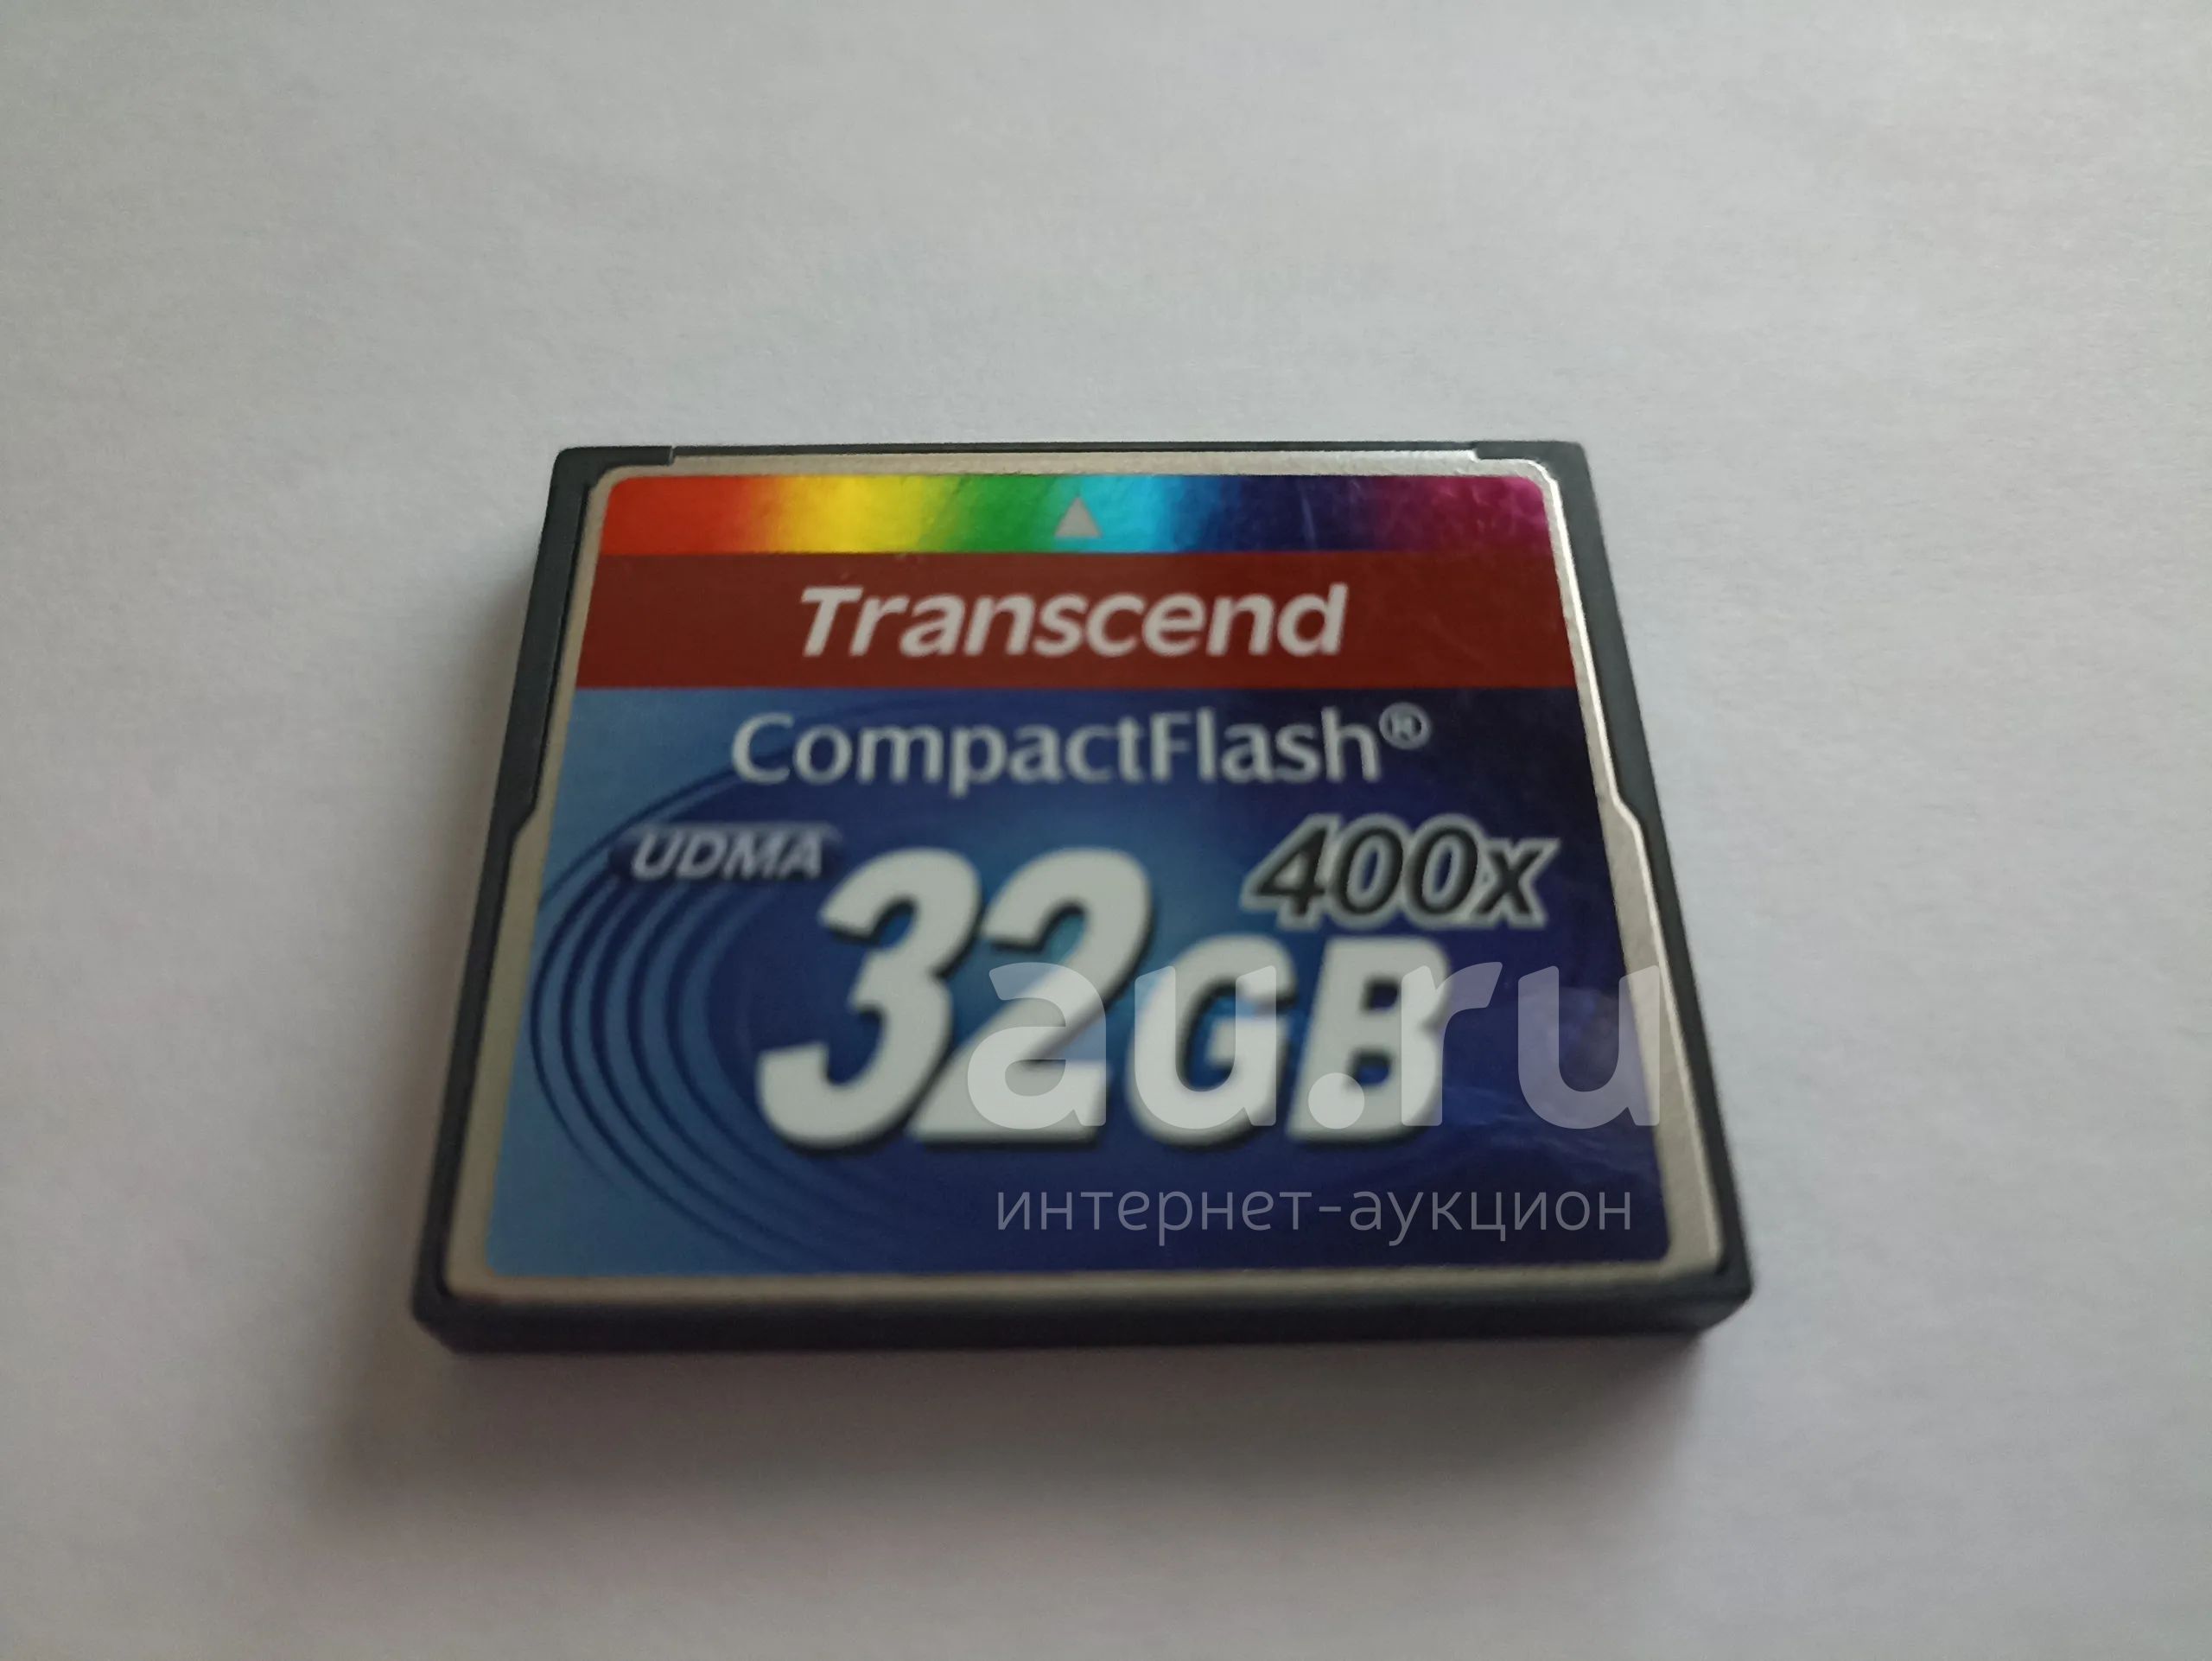 Transcend
CompactFlash®
UDMA
400x
32GB
au.ru
интернет-аукцион